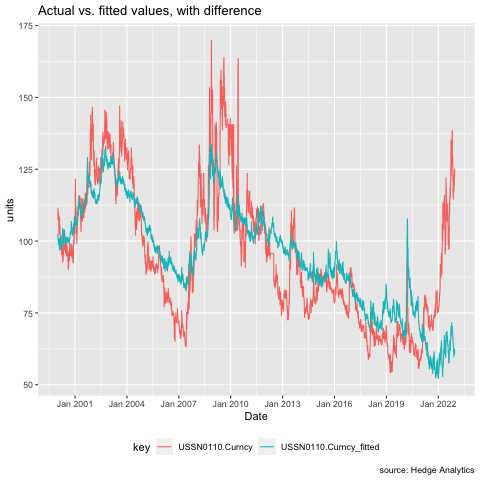 Actual vs. fitted values, with difference
175
150
125
100
75
50
units
Jan 2001 Jan 2004 Jan 2007 Jan 2010 Jan 2013 Jan 2016 Jan 2019 Jan 2022
Date
key USSN0110.Curncy USSN0110.Curncy_fitted
source: Hedge Analytics